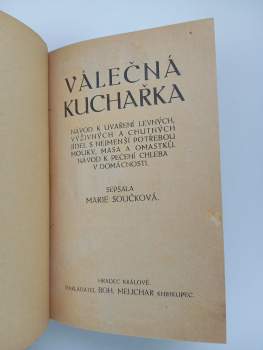 VÁLEČNÁ
KUCHAŘKA
NÁVOD K UVAŘENÍ LEVNÝCH,
VÝŽIVNÝCH A CHUTNÝCH
JÍDEL S NEJMENŠÍ POTŘEBOU
MOUKY, MASA A OMASTKŮ.
NÁVOD K PEČENÍ CHLEBA
V DOMÁCNOSTI.
SEPSALA
MARIE SOUČKOVÁ.
HRADEC KRÁLOVÉ.
NAKLADATEL BOH. MELICHAR KNIHKUPEC.